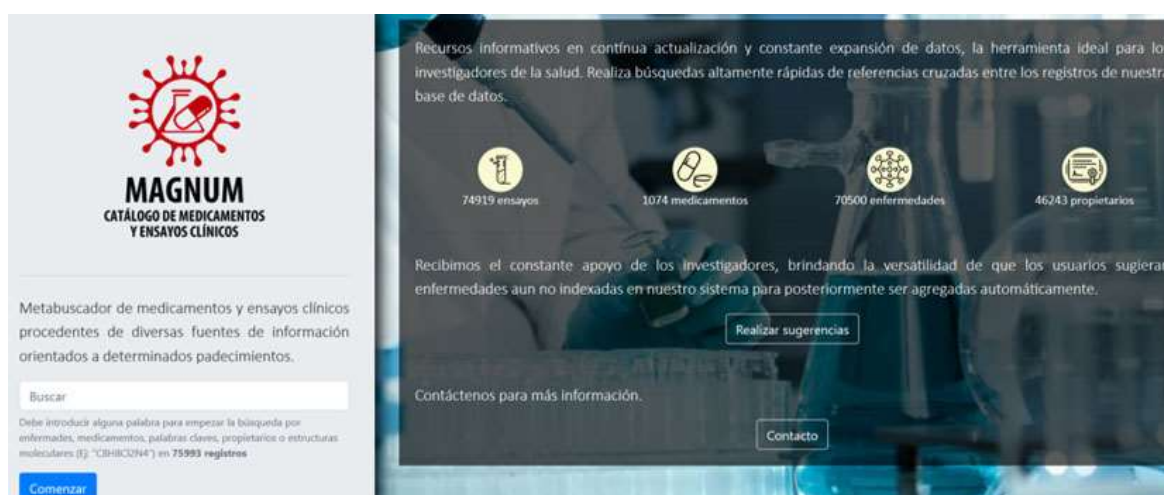 MAGNUM
CATÁLOGO DE MEDICAMENTOS
Y ENSAYOS CLÍNICOS
Metabuscador de medicamentos y ensayos clínicos
procedentes de diversas fuentes de información
orientados a determinados padecimientos.
Buscar
Debe introducir alguna palabra para empezar la búsqueda por
enfermades, medicamentos, palabras claves, propietarios o estructuras
moleculares (Ej: "C8H8Cl2N4") en 75993 registros
Comenzar
Recursos informativos en contínua actualización y constante expansión de datos, la herramienta ideal para lo
investigadores de la salud. Realiza búsquedas altamente rápidas de referencias cruzadas entre los registros de nuestra
base de datos.
74919 ensayos
1074 medicamentos
70500 enfermedades
46243 propietarios
Recibimos el constante apoyo de los investigadores, brindando la versatilidad de que los usuarios sugieran
enfermedades aun no indexadas en nuestro sistema para posteriormente ser agregadas automáticamente.
Realizar sugerencias
Contáctenos para más información.
Contacto